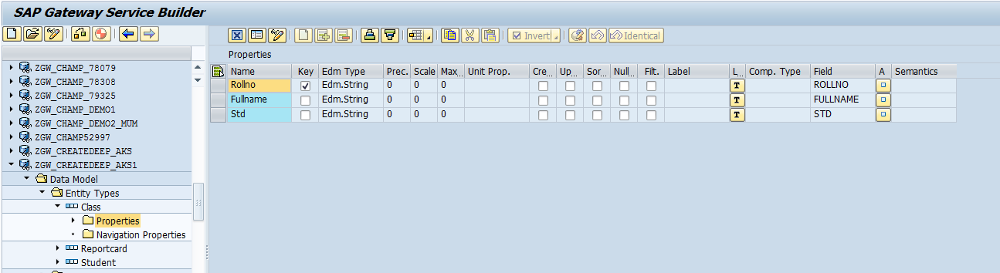 SAP Gateway Service Builder
Invert
Identical
Properties
Name Key Edm Type Prec. Scale Max... Unit Prop. Cre... Up... Sor... Null... Filt. Label L... Comp. Type Field A Semantics
Rollno Edm.String 0 0 0 T ROLLNO
Fullname Edm.String 0 0 0 T FULLNAME
Std Edm.String 0 0 0 T STD
ZGW_CHAMP_78079
ZGW_CHAMP_78308
ZGW_CHAMP_79325
ZGW_CHAMP_DEMO1
ZGW_CHAMP_DEMO2_MUM
ZGW_CHAMP52997
ZGW_CREATEDEEP_AKS
ZGW_CREATEDEEP_AKS1
Data Model
Entity Types
Class
Properties
Navigation Properties
Reportcard
Student